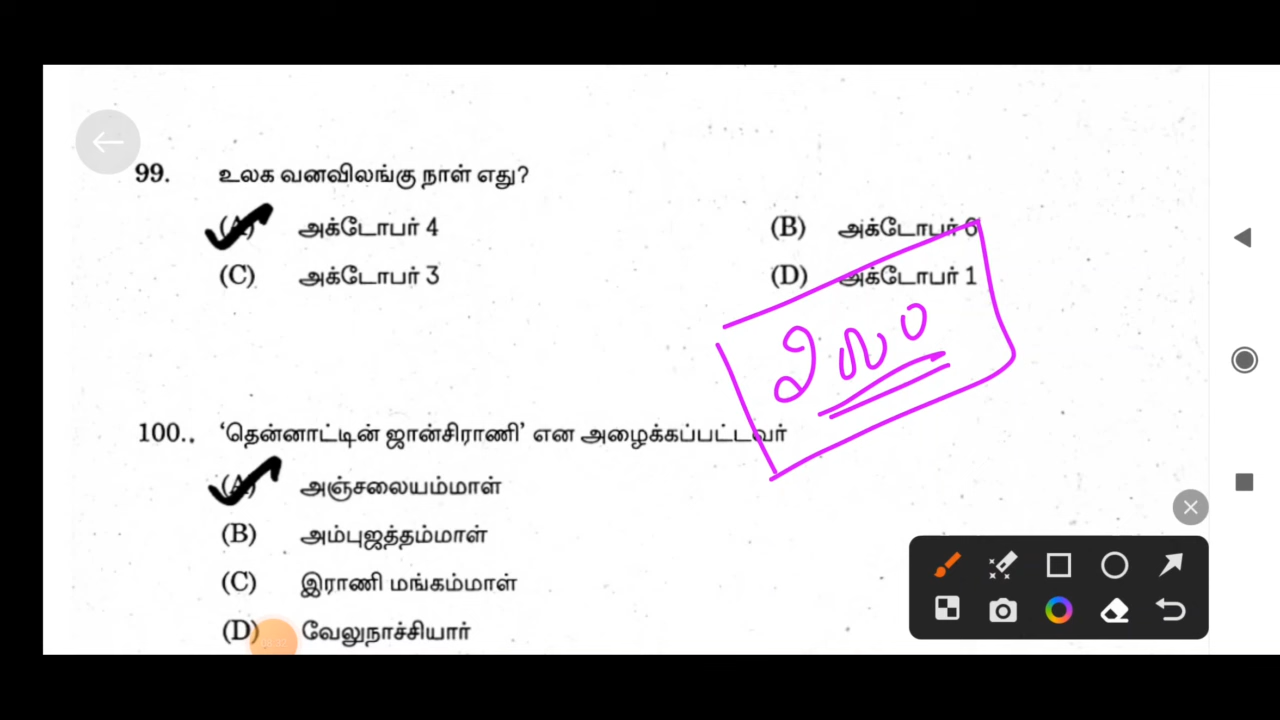 99. உலக வனவிலங்கு நாள் எது?
(A) அக்டோபர் 4 (B) அக்டோபர் 6
(C) அக்டோபர் 3 (D) அக்டோபர் 1
100.. ‘தென்னாட்டின் ஜான்சிராணி’ என அழைக்கப்பட்டவர்
(A) அஞ்சலையம்மாள்
(B) அம்புஜத்தம்மாள்
(C) இராணி மங்கம்மாள்
(D) வேலுநாச்சியார்